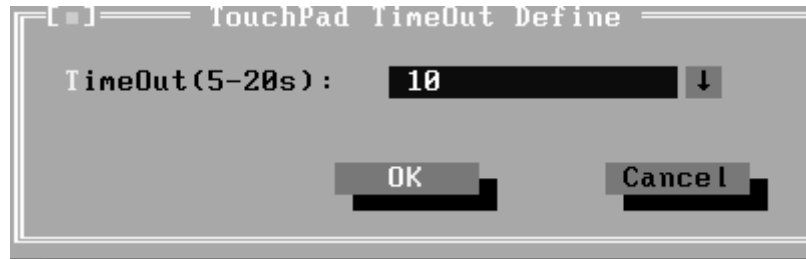 [■] TouchPad TimeOut Define
TimeOut(5-20s): 10 ↓
OK Cancel